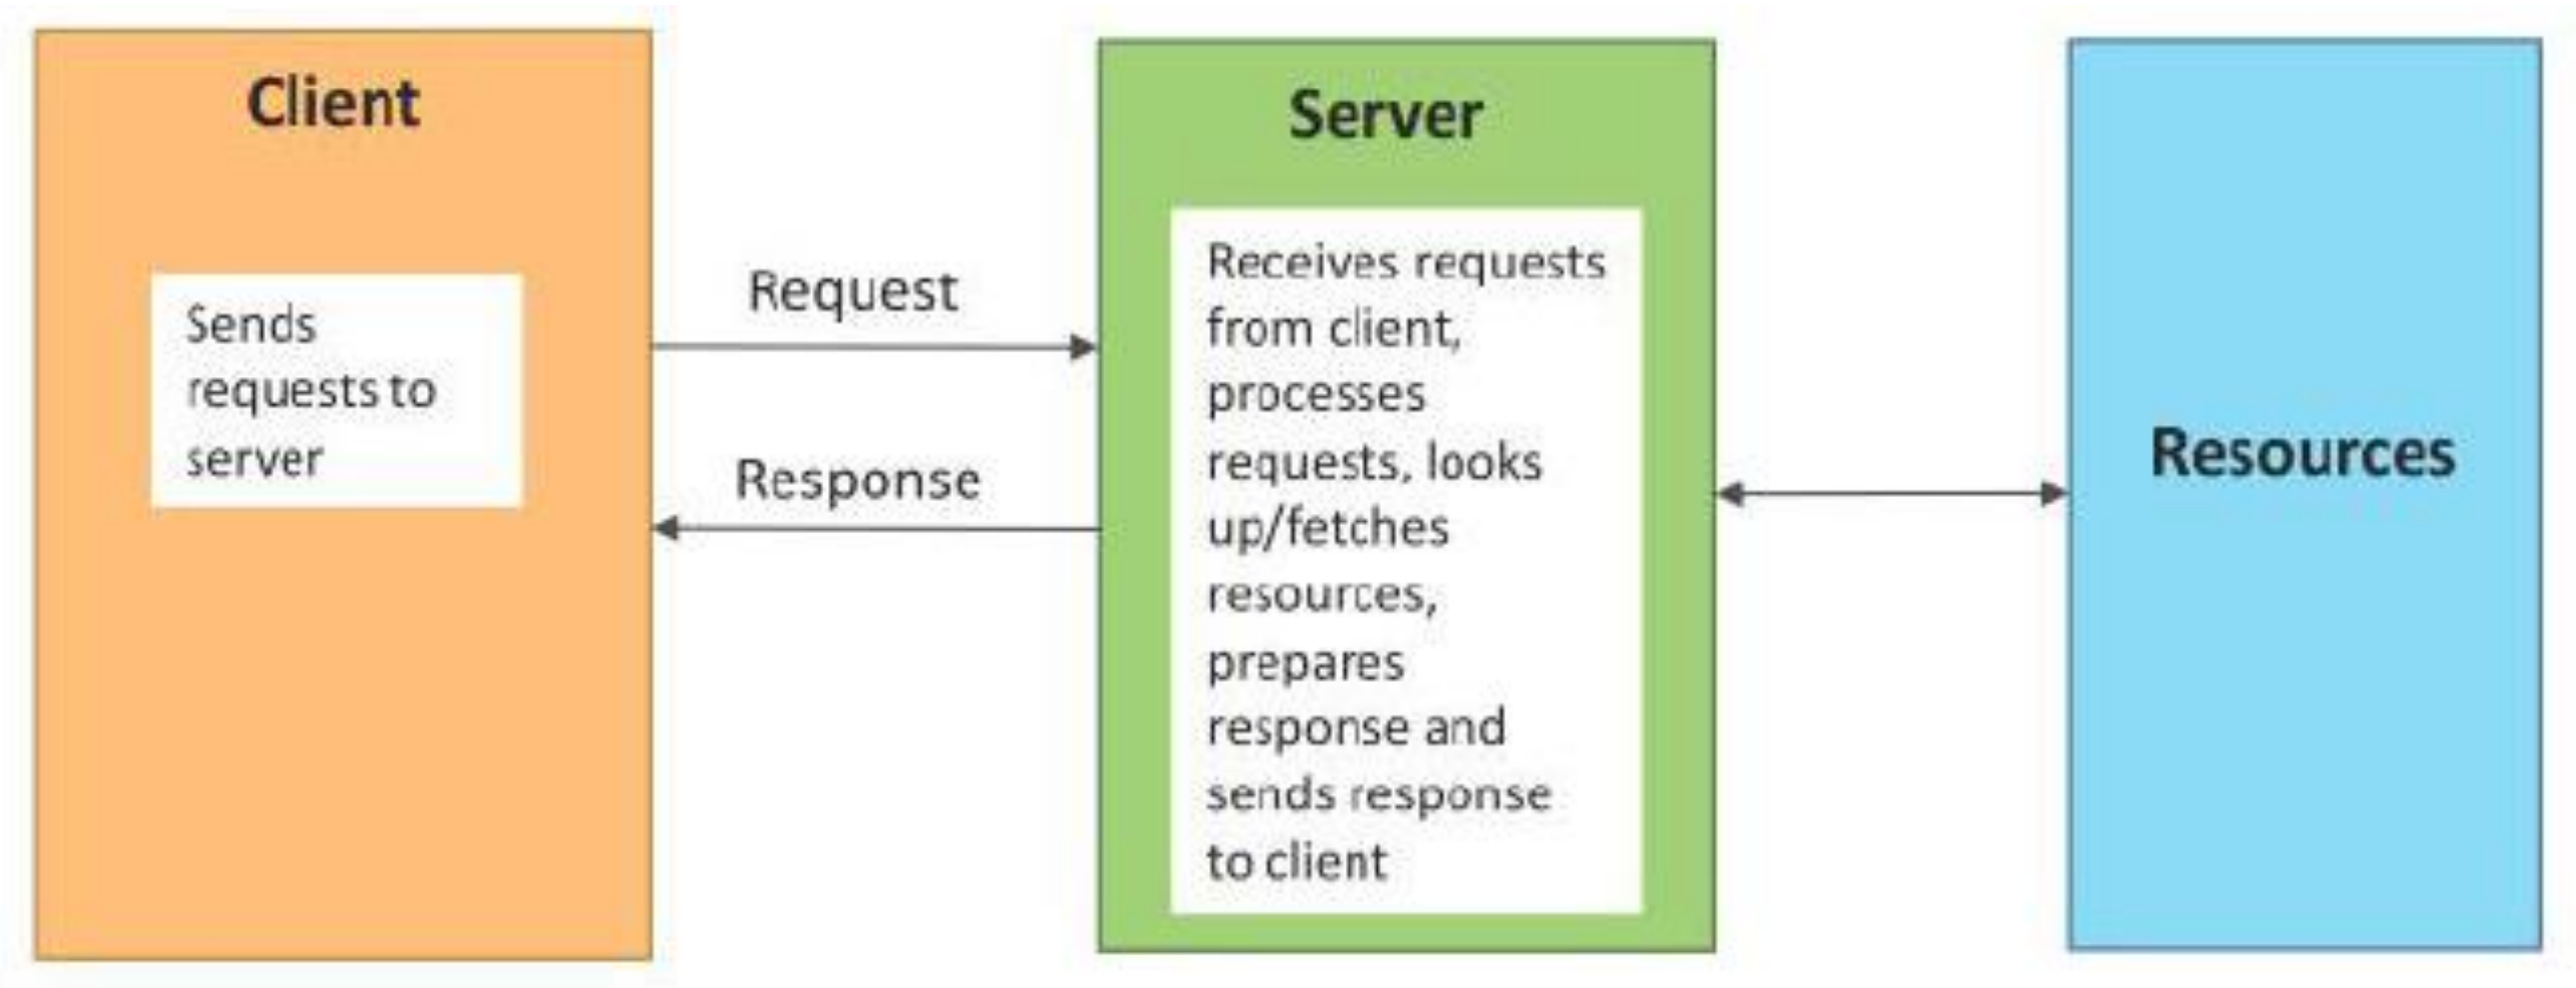 Client
Sends
requests to
server
Request
Response
Server
Receives requests
from client,
processes
requests, looks
up/fetches
resources,
prepares
response and
sends response
to client
Resources